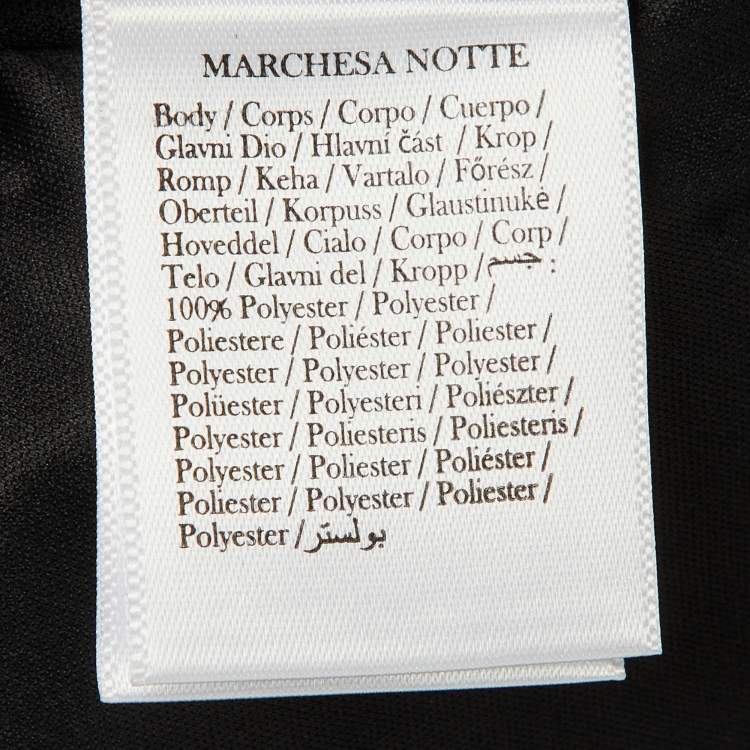 MARCHESA NOTTE
Body / Corps / Corpo / Cuerpo /
Glavni Dio / Hlavní část / Krop /
Romp / Keha / Vartalo / Főrész /
Oberteil / Korpuss / Glaustinukė /
Hoveddel / Cialo / Corpo / Corp /
Telo / Glavni del / Kropp / جسم :
100% Polyester / Polyester /
Poliestere / Poliéster / Poliester /
Polyester / Polyester / Polyester /
Polüester / Polyesteri / Poliészter /
Polyester / Poliesteris / Poliesteris /
Polyester / Poliester / Poliéster /
Poliester / Polyester / Poliester /
Polyester / بولستر